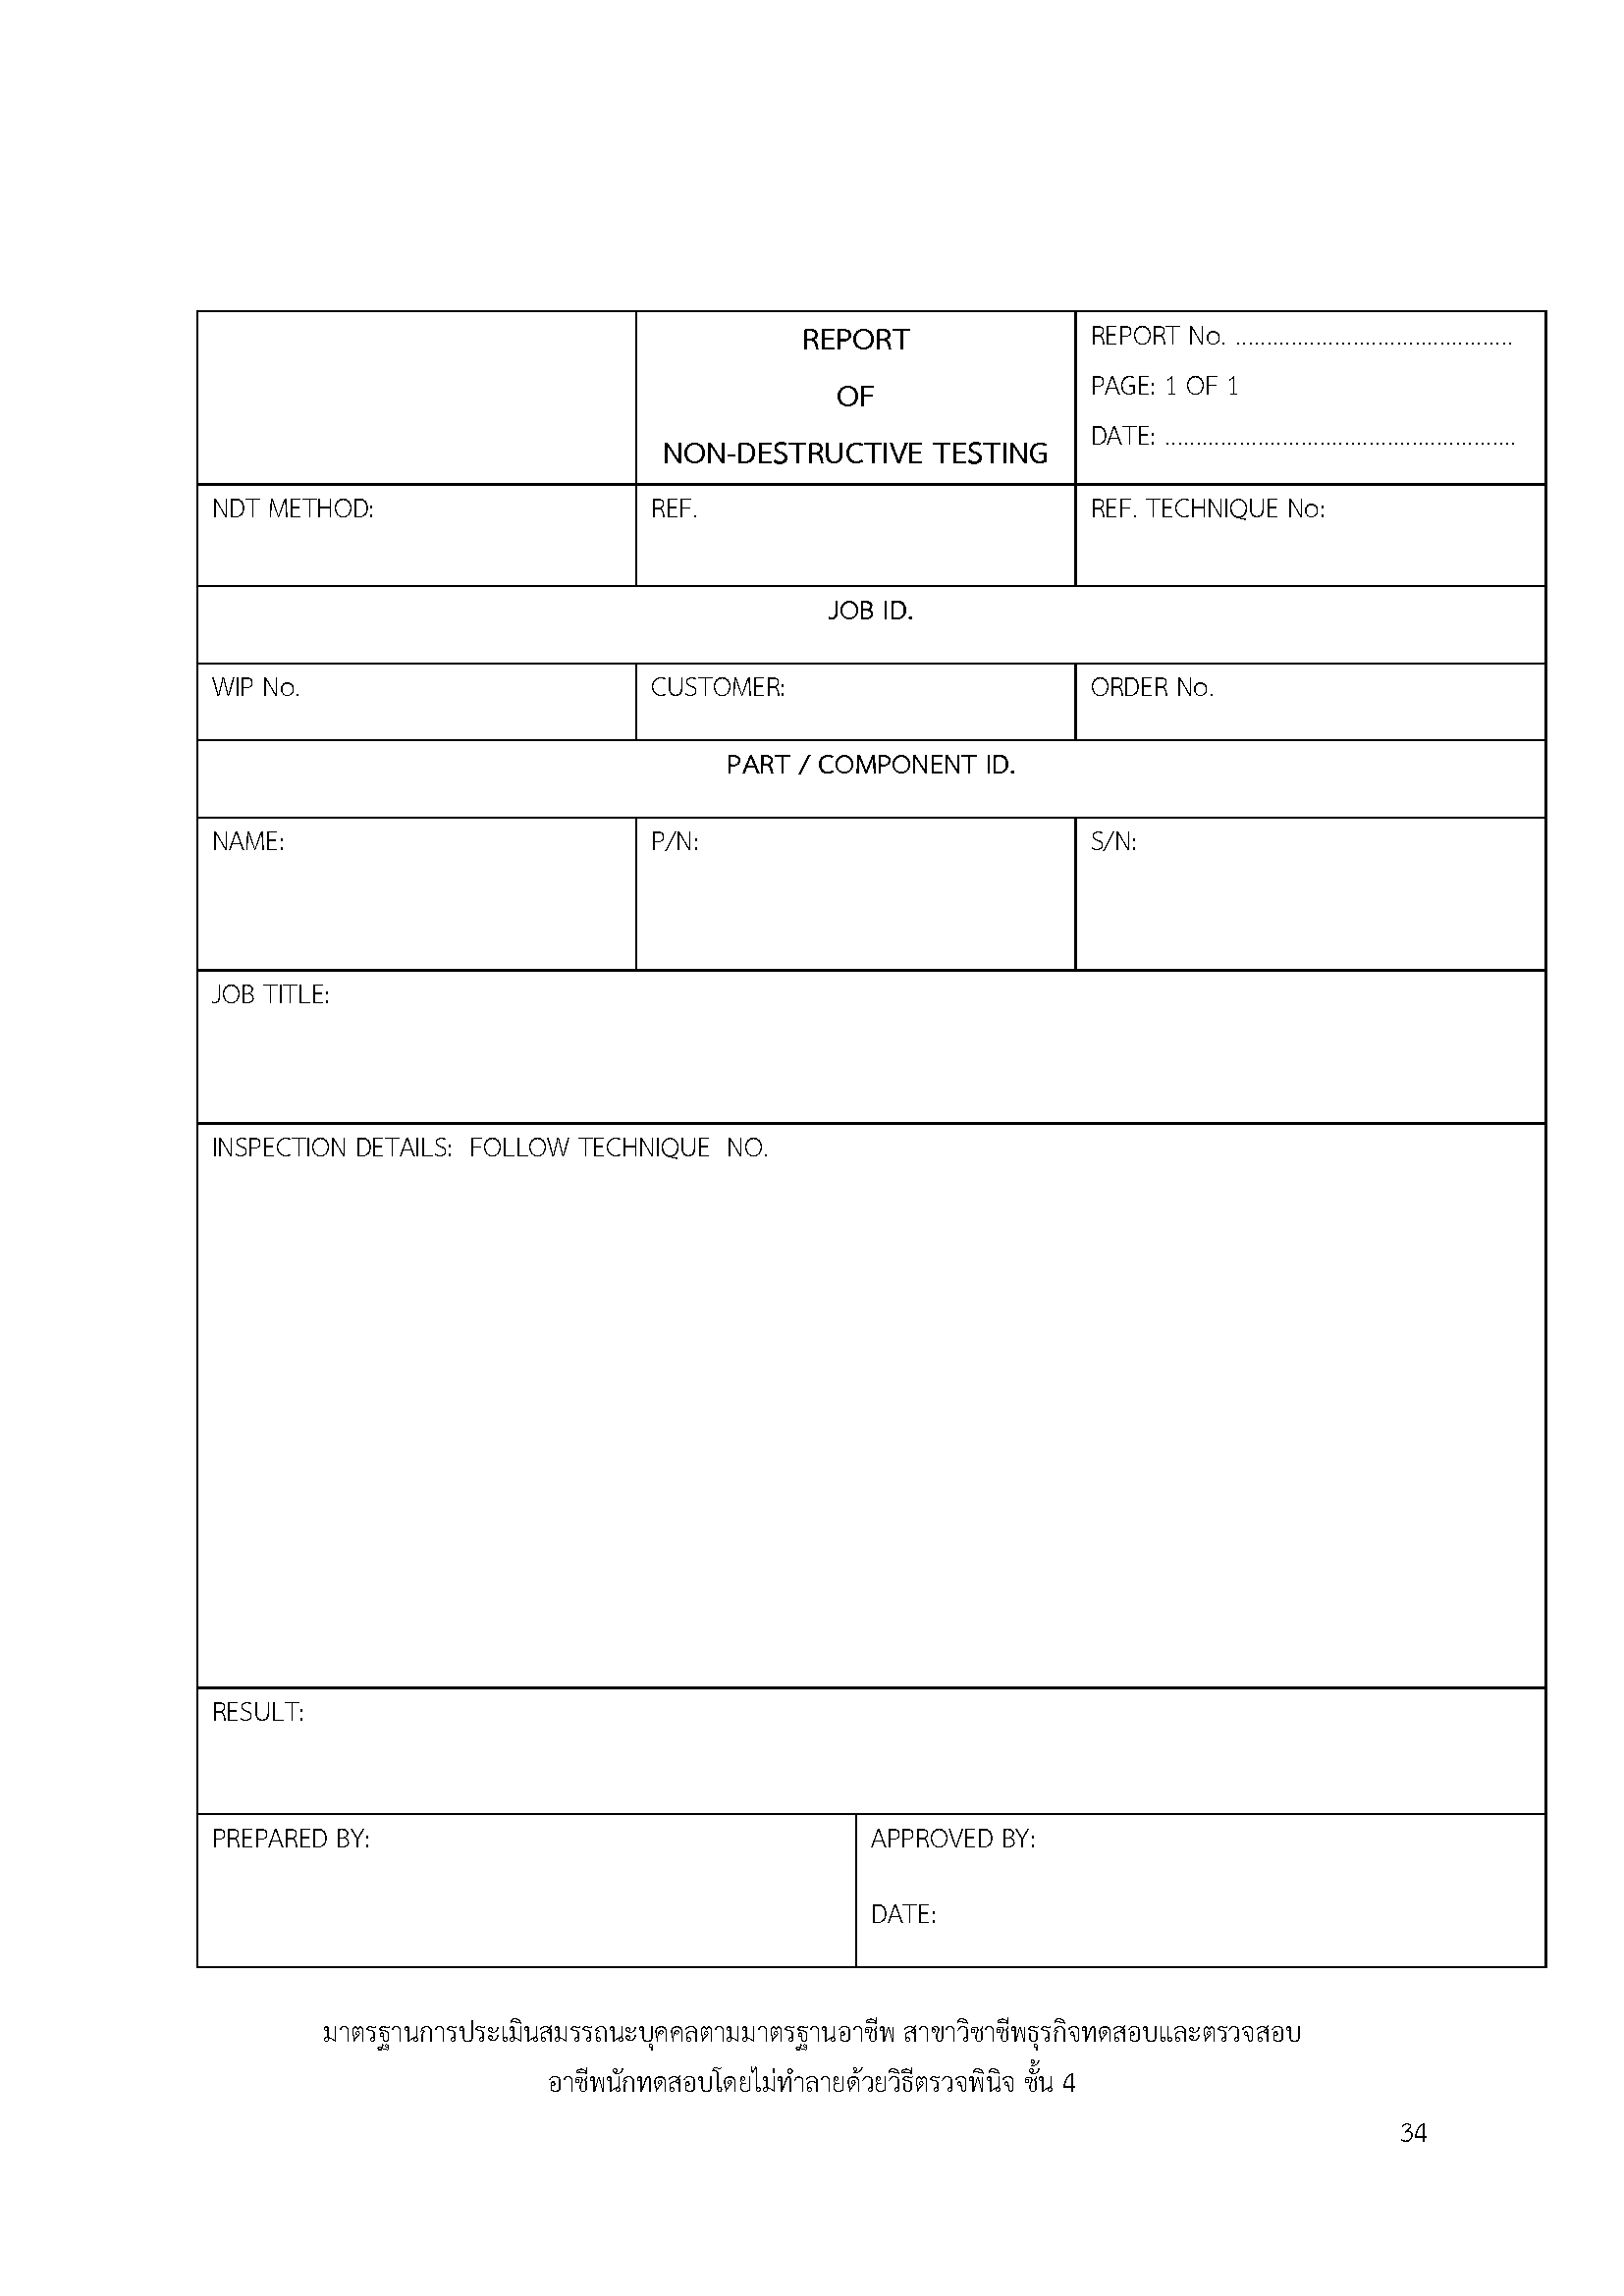 REPORT
OF
NON-DESTRUCTIVE TESTING
REPORT No. .............................................
PAGE: 1 OF 1
DATE: .........................................................
NDT METHOD:
REF.
REF. TECHNIQUE No:
JOB ID.
WIP No.
CUSTOMER:
ORDER No.
PART / COMPONENT ID.
NAME:
P/N:
S/N:
JOB TITLE:
INSPECTION DETAILS:  FOLLOW TECHNIQUE  NO.
RESULT:
PREPARED BY:
APPROVED BY:
DATE:
มาตรฐานการประเมินสมรรถนะบุคคลตามมาตรฐานอาชีพ สาขาวิชาชีพธุรกิจทดสอบและตรวจสอบ
อาชีพนักทดสอบโดยไม่ทำลายด้วยวิธีตรวจพินิจ ชั้น 4
34